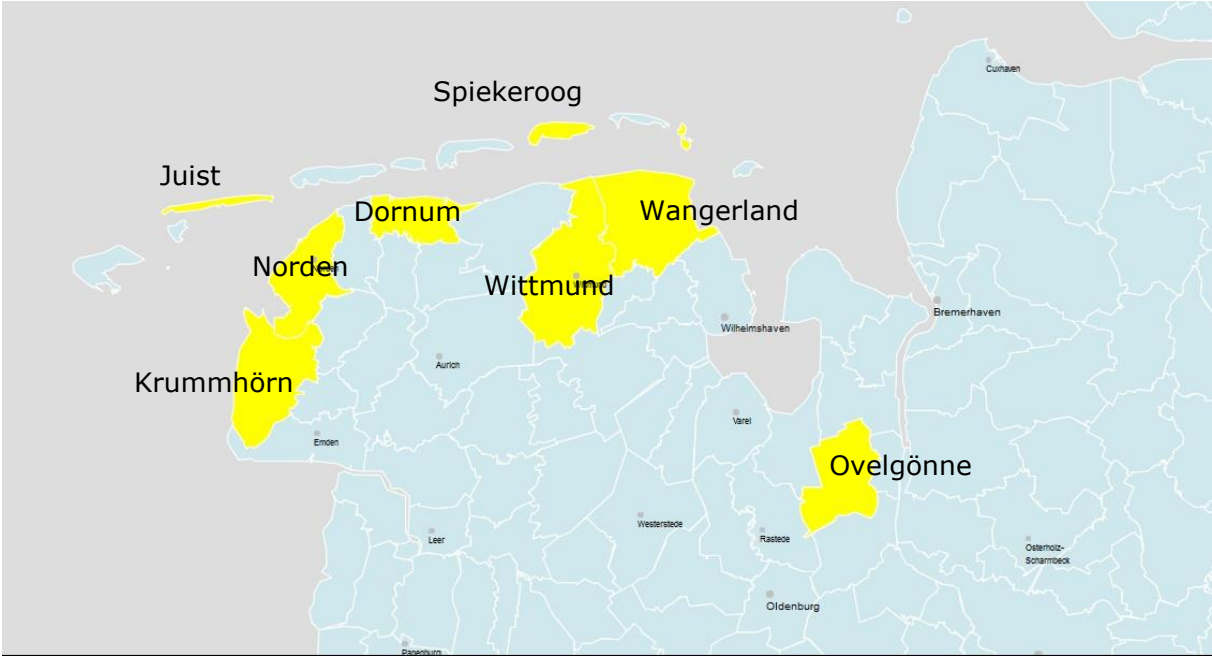 Cuxhaven
Spiekeroog
Juist
Dornum
Wangerland
Norden
Wittmund
Bremerhaven
Wilhelmshaven
Aurich
Krummhörn
Varel
Emden
Ovelgönne
Westerstede
Rastede
Leer
Osterholz-
Scharmbeck
Oldenburg
Papenburg